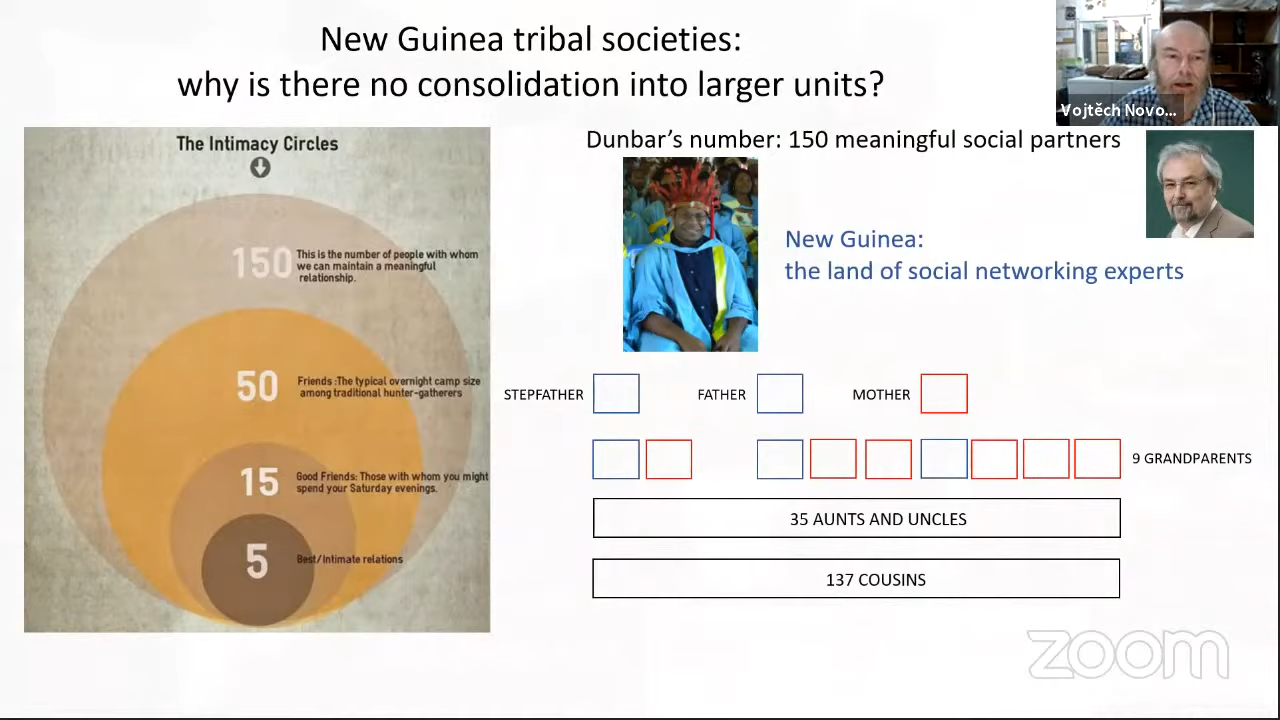 New Guinea tribal societies:
why is there no consolidation into larger units?
Vojtěch Novo...
The Intimacy Circles
150
This is the number of people with whom
we can maintain a meaningful
relationship.
50
Friends :The typical overnight camp size
among traditional hunter-gatherers
15
Good Friends: Those with whom you might
spend your Saturday evenings.
5
Best/Intimate relations
Dunbar's number: 150 meaningful social partners
New Guinea:
the land of social networking experts
STEPFATHER
FATHER
MOTHER
9 GRANDPARENTS
35 AUNTS AND UNCLES
137 COUSINS
zoom